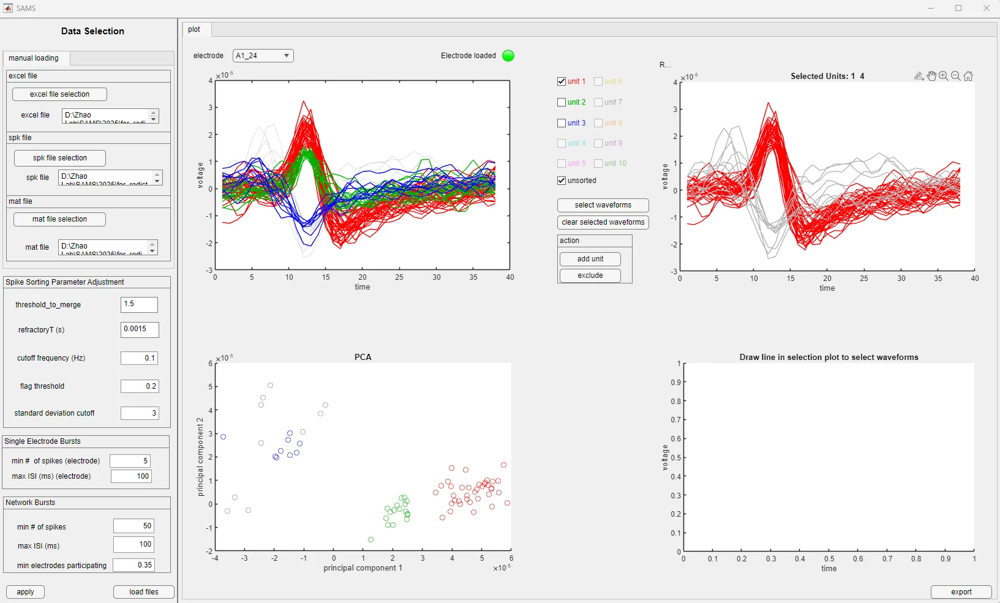 SAMS
Data Selection
manual loading
excel file
excel file selection
excel file
D:\Zhao
spk file
spk file selection
spk file
D:\Zhao
mat file
mat file selection
mat file
D:\Zhao
Spike Sorting Parameter Adjustment
threshold_to_merge 1.5
refractoryT (s) 0.0015
cutoff frequency (Hz) 0.1
flag threshold 0.2
standard deviation cutoff 3
Single Electrode Bursts
min # of spikes (electrode) 5
max ISI (ms) (electrode) 100
Network Bursts
min # of spikes 50
max ISI (ms) 100
min electrodes participating 0.35
apply load files
plot
electrode A1_24 Electrode loaded
×10⁻⁵
4
3
2
1
0
-1
-2
-3
0 5 10 15 20 25 30 35 40
voltage
time
unit 1 unit 6
unit 2 unit 7
unit 3 unit 8
unit 4 unit 9
unit 5 unit 10
unsorted
select waveforms
clear selected waveforms
action
add unit
exclude
R...
Selected Units: 1 4
×10⁻⁵
4
3
2
1
0
-1
-2
-3
0 5 10 15 20 25 30 35 40
voltage
time
PCA
×10⁻⁵
6
5
4
3
2
1
0
-1
-2
-4 -3 -2 -1 0 1 2 3 4 5 6
principal component 2
principal component 1
×10⁻⁵
Draw line in selection plot to select waveforms
1
0.9
0.8
0.7
0.6
0.5
0.4
0.3
0.2
0.1
0
0 0.1 0.2 0.3 0.4 0.5 0.6 0.7 0.8 0.9 1
voltage
time
export